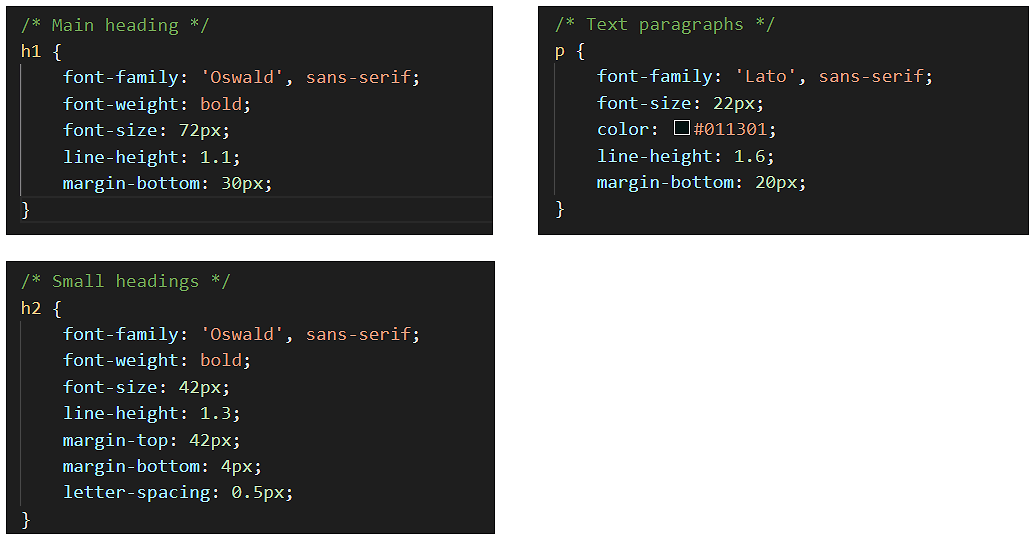 /* Main heading */
h1 {
    font-family: 'Oswald', sans-serif;
    font-weight: bold;
    font-size: 72px;
    line-height: 1.1;
    margin-bottom: 30px;
}
/* Text paragraphs */
p {
    font-family: 'Lato', sans-serif;
    font-size: 22px;
    color: #011301;
    line-height: 1.6;
    margin-bottom: 20px;
}
/* Small headings */
h2 {
    font-family: 'Oswald', sans-serif;
    font-weight: bold;
    font-size: 42px;
    line-height: 1.3;
    margin-top: 42px;
    margin-bottom: 4px;
    letter-spacing: 0.5px;
}